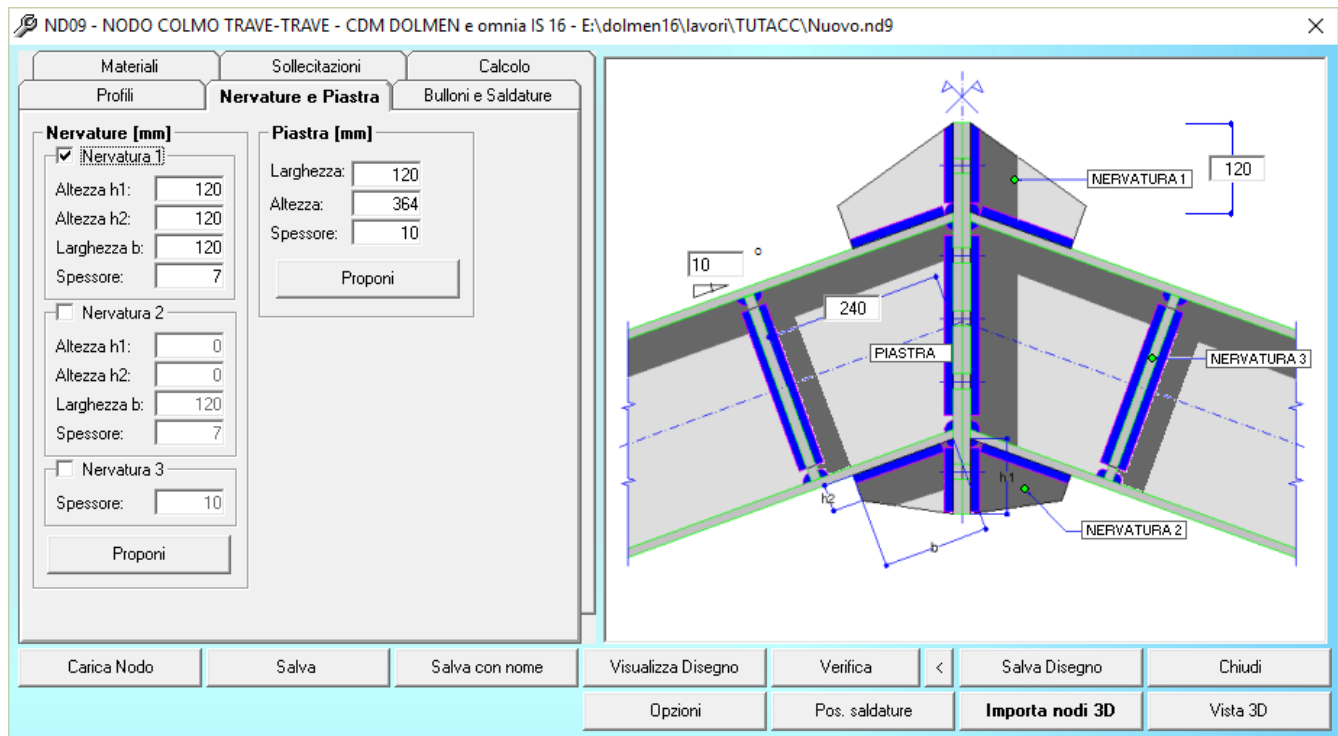 ND09 - NODO COLMO TRAVE-TRAVE - CDM DOLMEN e omnia IS 16 - E:\dolmen16\lavori\TUTACC\Nuovo.nd9
Materiali Sollecitazioni Calcolo
Profili Nervature e Piastra Bulloni e Saldature
Nervature [mm]
Nervatura 1
Altezza h1: 120
Altezza h2: 120
Larghezza b: 120
Spessore: 7
Nervatura 2
Altezza h1: 0
Altezza h2: 0
Larghezza b: 120
Spessore: 7
Nervatura 3
Spessore: 10
Proponi
Piastra [mm]
Larghezza: 120
Altezza: 364
Spessore: 10
Proponi
NERVATURA 1
120
10 °
240
PIASTRA
NERVATURA 3
h1
h2
b
NERVATURA 2
Carica Nodo Salva Salva con nome Visualizza Disegno Verifica < Salva Disegno Chiudi
Opzioni Pos. saldature Importa nodi 3D Vista 3D